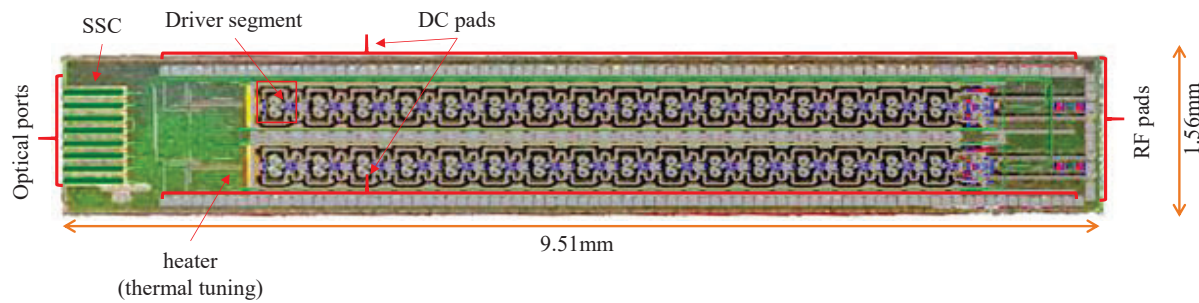 SSC
Driver segment
DC pads
Optical ports
RF pads
1.56mm
9.51mm
heater
(thermal tuning)